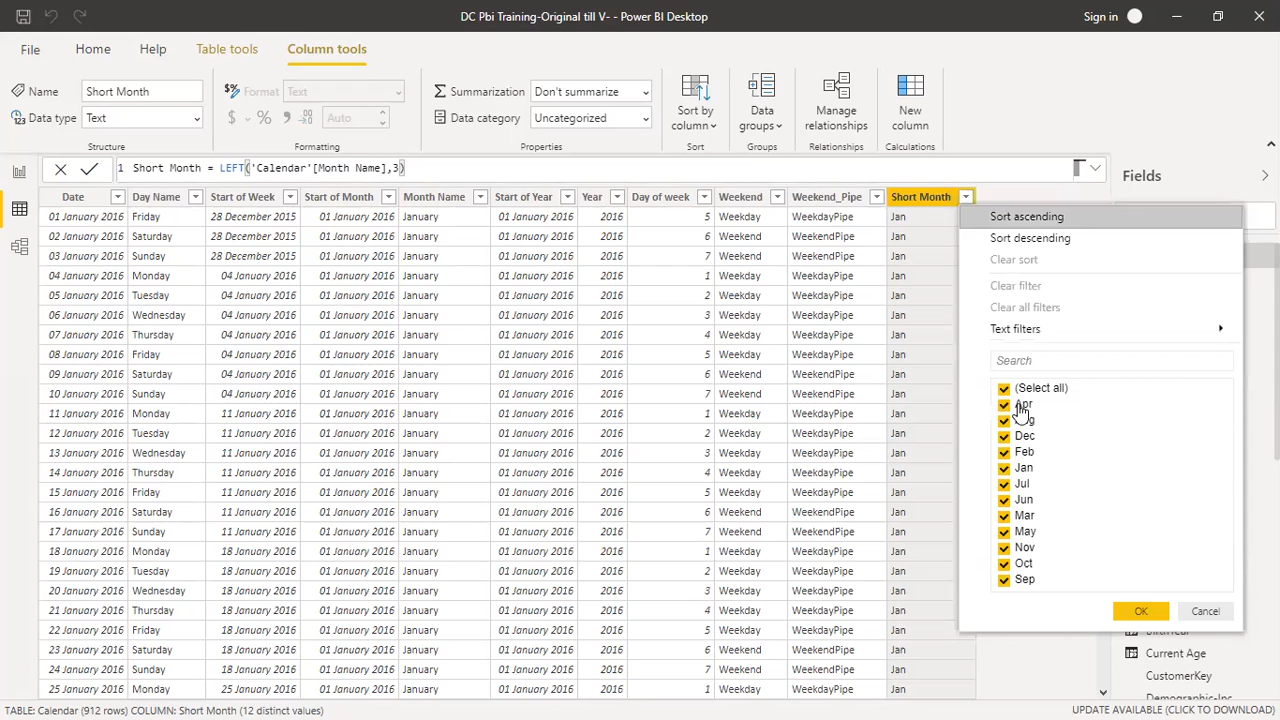 DC Pbi Training-Original till V- - Power BI Desktop
Sign in
File Home Help Table tools Column tools
Name Short Month
Data type Text
Structure
Format Text
$ % Auto
Formatting
Summarization Don't summarize
Data category Uncategorized
Properties
Sort by column
Sort
Data groups
Groups
Manage relationships
Relationships
New column
Calculations
1 Short Month = LEFT('Calendar'[Month Name],3)
Fields
Date Day Name Start of Week Start of Month Month Name Start of Year Year Day of week Weekend Weekend_Pipe Short Month
01 January 2016 Friday 28 December 2015 01 January 2016 January 01 January 2016 2016 5 Weekday WeekdayPipe Jan
02 January 2016 Saturday 28 December 2015 01 January 2016 January 01 January 2016 2016 6 Weekend WeekendPipe Jan
03 January 2016 Sunday 28 December 2015 01 January 2016 January 01 January 2016 2016 7 Weekend WeekendPipe Jan
04 January 2016 Monday 04 January 2016 01 January 2016 January 01 January 2016 2016 1 Weekday WeekdayPipe Jan
05 January 2016 Tuesday 04 January 2016 01 January 2016 January 01 January 2016 2016 2 Weekday WeekdayPipe Jan
06 January 2016 Wednesday 04 January 2016 01 January 2016 January 01 January 2016 2016 3 Weekday WeekdayPipe Jan
07 January 2016 Thursday 04 January 2016 01 January 2016 January 01 January 2016 2016 4 Weekday WeekdayPipe Jan
08 January 2016 Friday 04 January 2016 01 January 2016 January 01 January 2016 2016 5 Weekday WeekdayPipe Jan
09 January 2016 Saturday 04 January 2016 01 January 2016 January 01 January 2016 2016 6 Weekend WeekendPipe Jan
10 January 2016 Sunday 04 January 2016 01 January 2016 January 01 January 2016 2016 7 Weekend WeekendPipe Jan
11 January 2016 Monday 11 January 2016 01 January 2016 January 01 January 2016 2016 1 Weekday WeekdayPipe Jan
12 January 2016 Tuesday 11 January 2016 01 January 2016 January 01 January 2016 2016 2 Weekday WeekdayPipe Jan
13 January 2016 Wednesday 11 January 2016 01 January 2016 January 01 January 2016 2016 3 Weekday WeekdayPipe Jan
14 January 2016 Thursday 11 January 2016 01 January 2016 January 01 January 2016 2016 4 Weekday WeekdayPipe Jan
15 January 2016 Friday 11 January 2016 01 January 2016 January 01 January 2016 2016 5 Weekday WeekdayPipe Jan
16 January 2016 Saturday 11 January 2016 01 January 2016 January 01 January 2016 2016 6 Weekend WeekendPipe Jan
17 January 2016 Sunday 11 January 2016 01 January 2016 January 01 January 2016 2016 7 Weekend WeekendPipe Jan
18 January 2016 Monday 18 January 2016 01 January 2016 January 01 January 2016 2016 1 Weekday WeekdayPipe Jan
19 January 2016 Tuesday 18 January 2016 01 January 2016 January 01 January 2016 2016 2 Weekday WeekdayPipe Jan
20 January 2016 Wednesday 18 January 2016 01 January 2016 January 01 January 2016 2016 3 Weekday WeekdayPipe Jan
21 January 2016 Thursday 18 January 2016 01 January 2016 January 01 January 2016 2016 4 Weekday WeekdayPipe Jan
22 January 2016 Friday 18 January 2016 01 January 2016 January 01 January 2016 2016 5 Weekday WeekdayPipe Jan
23 January 2016 Saturday 18 January 2016 01 January 2016 January 01 January 2016 2016 6 Weekend WeekendPipe Jan
24 January 2016 Sunday 18 January 2016 01 January 2016 January 01 January 2016 2016 7 Weekend WeekendPipe Jan
25 January 2016 Monday 25 January 2016 01 January 2016 January 01 January 2016 2016 1 Weekday WeekdayPipe Jan
Sort ascending
Sort descending
Clear sort
Clear filter
Clear all filters
Text filters
Search
(Select all)
Apr
Dec
Feb
Jan
Jul
Jun
Mar
May
Nov
Oct
Sep
OK Cancel
Current Age
CustomerKey
TABLE: Calendar (912 rows) COLUMN: Short Month (12 distinct values)
UPDATE AVAILABLE (CLICK TO DOWNLOAD)